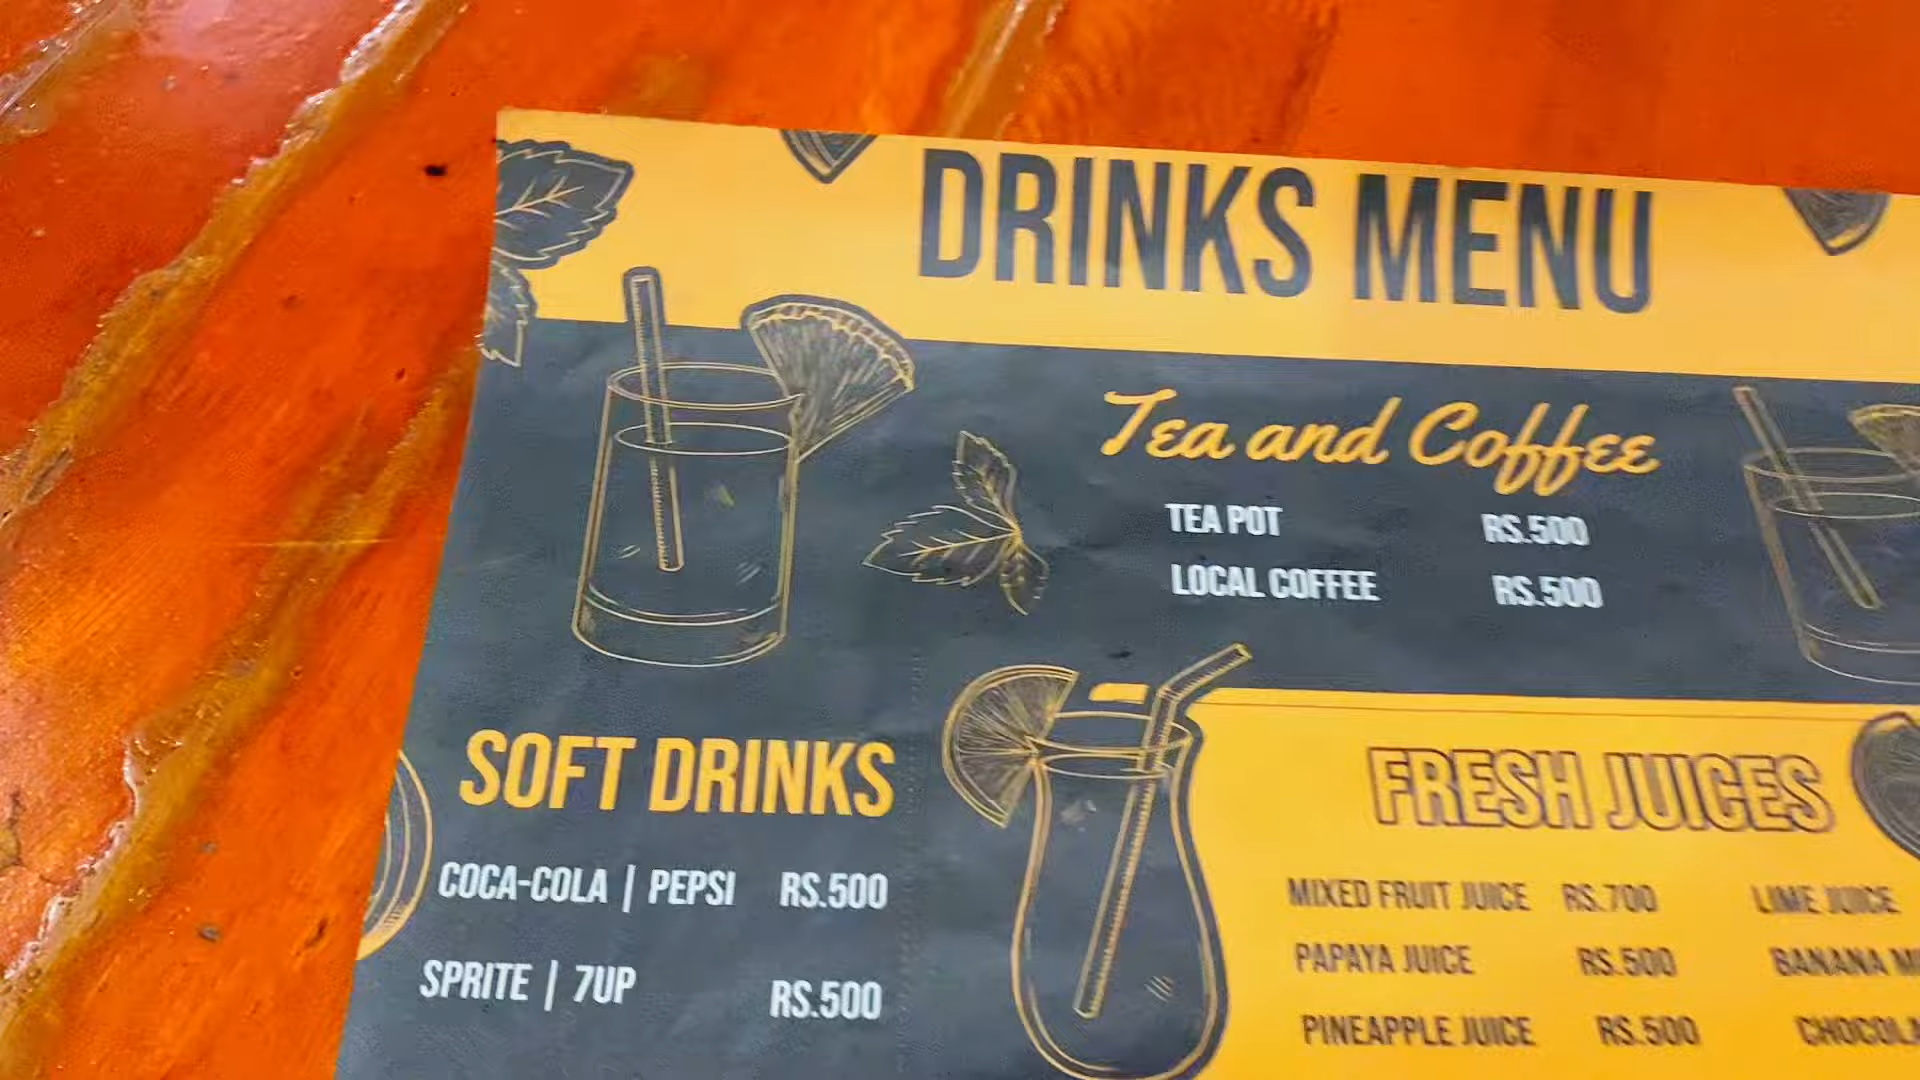 DRINKS MENU
Tea and Coffee
TEA POT RS.500
LOCAL COFFEE RS.500
SOFT DRINKS
COCA-COLA | PEPSI RS.500
SPRITE | 7UP RS.500
FRESH JUICES
MIXED FRUIT JUICE RS.700 LIME JUICE
PAPAYA JUICE RS.500 BANANA
PINEAPPLE JUICE RS.500